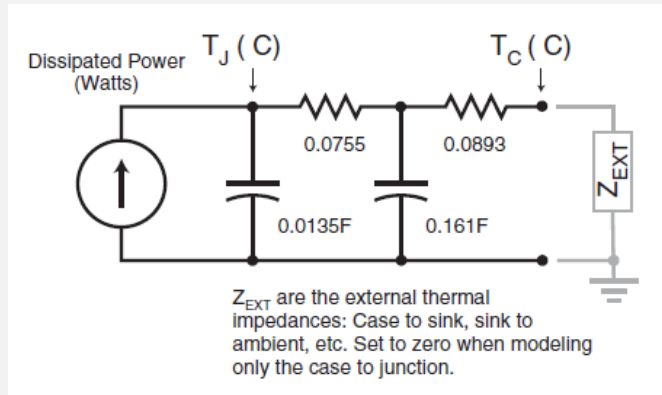 Dissipated Power
(Watts)
TJ ( C)
TC ( C)
0.0755
0.0893
0.0135F
0.161F
ZEXT
ZEXT are the external thermal
impedances: Case to sink, sink to
ambient, etc. Set to zero when modeling
only the case to junction.